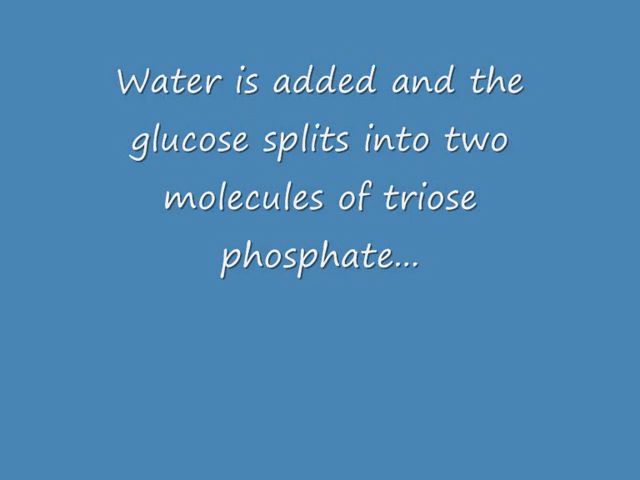 Water is added and the
glucose splits into two
molecules of triose
phosphate...